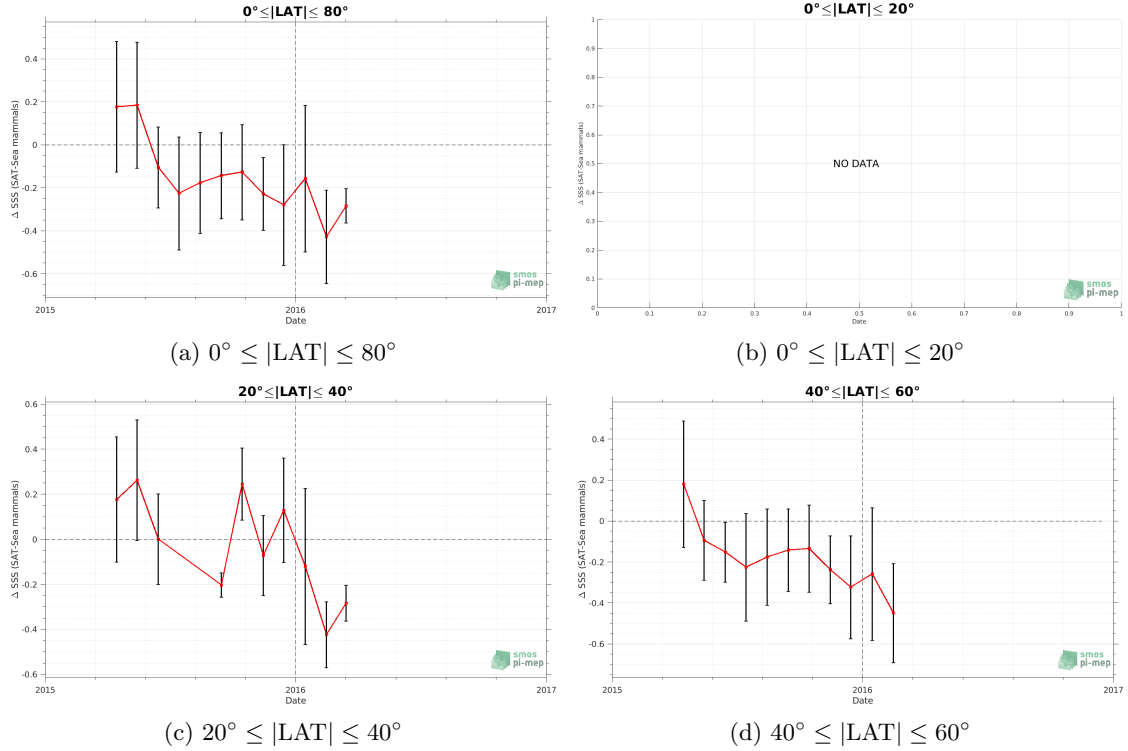 0°≤|LAT|≤ 80°
Δ SSS (SAT-Sea mammals)
0.4
0.2
0
-0.2
-0.4
-0.6
2015
2016
2017
Date
smos
pi-mep
(a) 0° ≤ |LAT| ≤ 80°
0°≤|LAT|≤ 20°
Δ SSS (SAT-Sea mammals)
1
0.9
0.8
0.7
0.6
0.5
0.4
0.3
0.2
0.1
0
NO DATA
0
0.1
0.2
0.3
0.4
0.5
0.6
0.7
0.8
0.9
1
Date
smos
pi-mep
(b) 0° ≤ |LAT| ≤ 20°
20°≤|LAT|≤ 40°
Δ SSS (SAT-Sea mammals)
0.6
0.4
0.2
0
-0.2
-0.4
-0.6
2015
2016
2017
Date
smos
pi-mep
(c) 20° ≤ |LAT| ≤ 40°
40°≤|LAT|≤ 60°
Δ SSS (SAT-Sea mammals)
0.4
0.2
0
-0.2
-0.4
-0.6
2015
2016
2017
Date
smos
pi-mep
(d) 40° ≤ |LAT| ≤ 60°